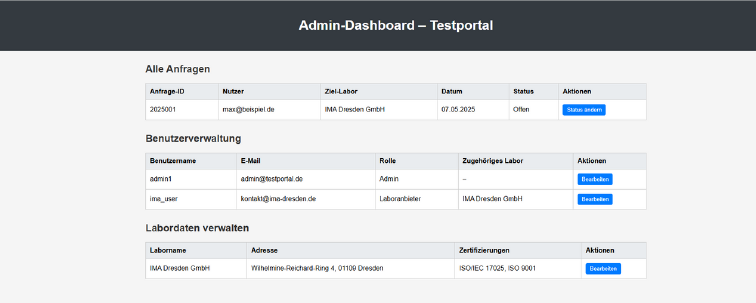 Admin-Dashboard – Testportal
Alle Anfragen
Anfrage-ID Nutzer Ziel-Labor Datum Status Aktionen
2025001 max@beispiel.de IMA Dresden GmbH 07.05.2025 Offen Status ändern
Benutzerverwaltung
Benutzername E-Mail Rolle Zugehöriges Labor Aktionen
admin1 admin@testportal.de Admin – Bearbeiten
ima_user kontakt@ima-dresden.de Laboranbieter IMA Dresden GmbH Bearbeiten
Labordaten verwalten
Laborname Adresse Zertifizierungen Aktionen
IMA Dresden GmbH Wilhelmine-Reichard-Ring 4, 01109 Dresden ISO/IEC 17025, ISO 9001 Bearbeiten